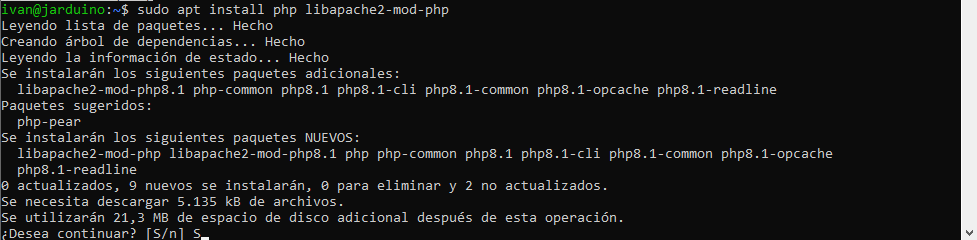 ivan@jarduino:~$ sudo apt install php libapache2-mod-php
Leyendo lista de paquetes... Hecho
Creando árbol de dependencias... Hecho
Leyendo la información de estado... Hecho
Se instalarán los siguientes paquetes adicionales:
  libapache2-mod-php8.1 php-common php8.1 php8.1-cli php8.1-common php8.1-opcache php8.1-readline
Paquetes sugeridos:
  php-pear
Se instalarán los siguientes paquetes NUEVOS:
  libapache2-mod-php libapache2-mod-php8.1 php php-common php8.1 php8.1-cli php8.1-common php8.1-opcache
  php8.1-readline
0 actualizados, 9 nuevos se instalarán, 0 para eliminar y 2 no actualizados.
Se necesita descargar 5.135 kB de archivos.
Se utilizarán 21,3 MB de espacio de disco adicional después de esta operación.
¿Desea continuar? [S/n] S